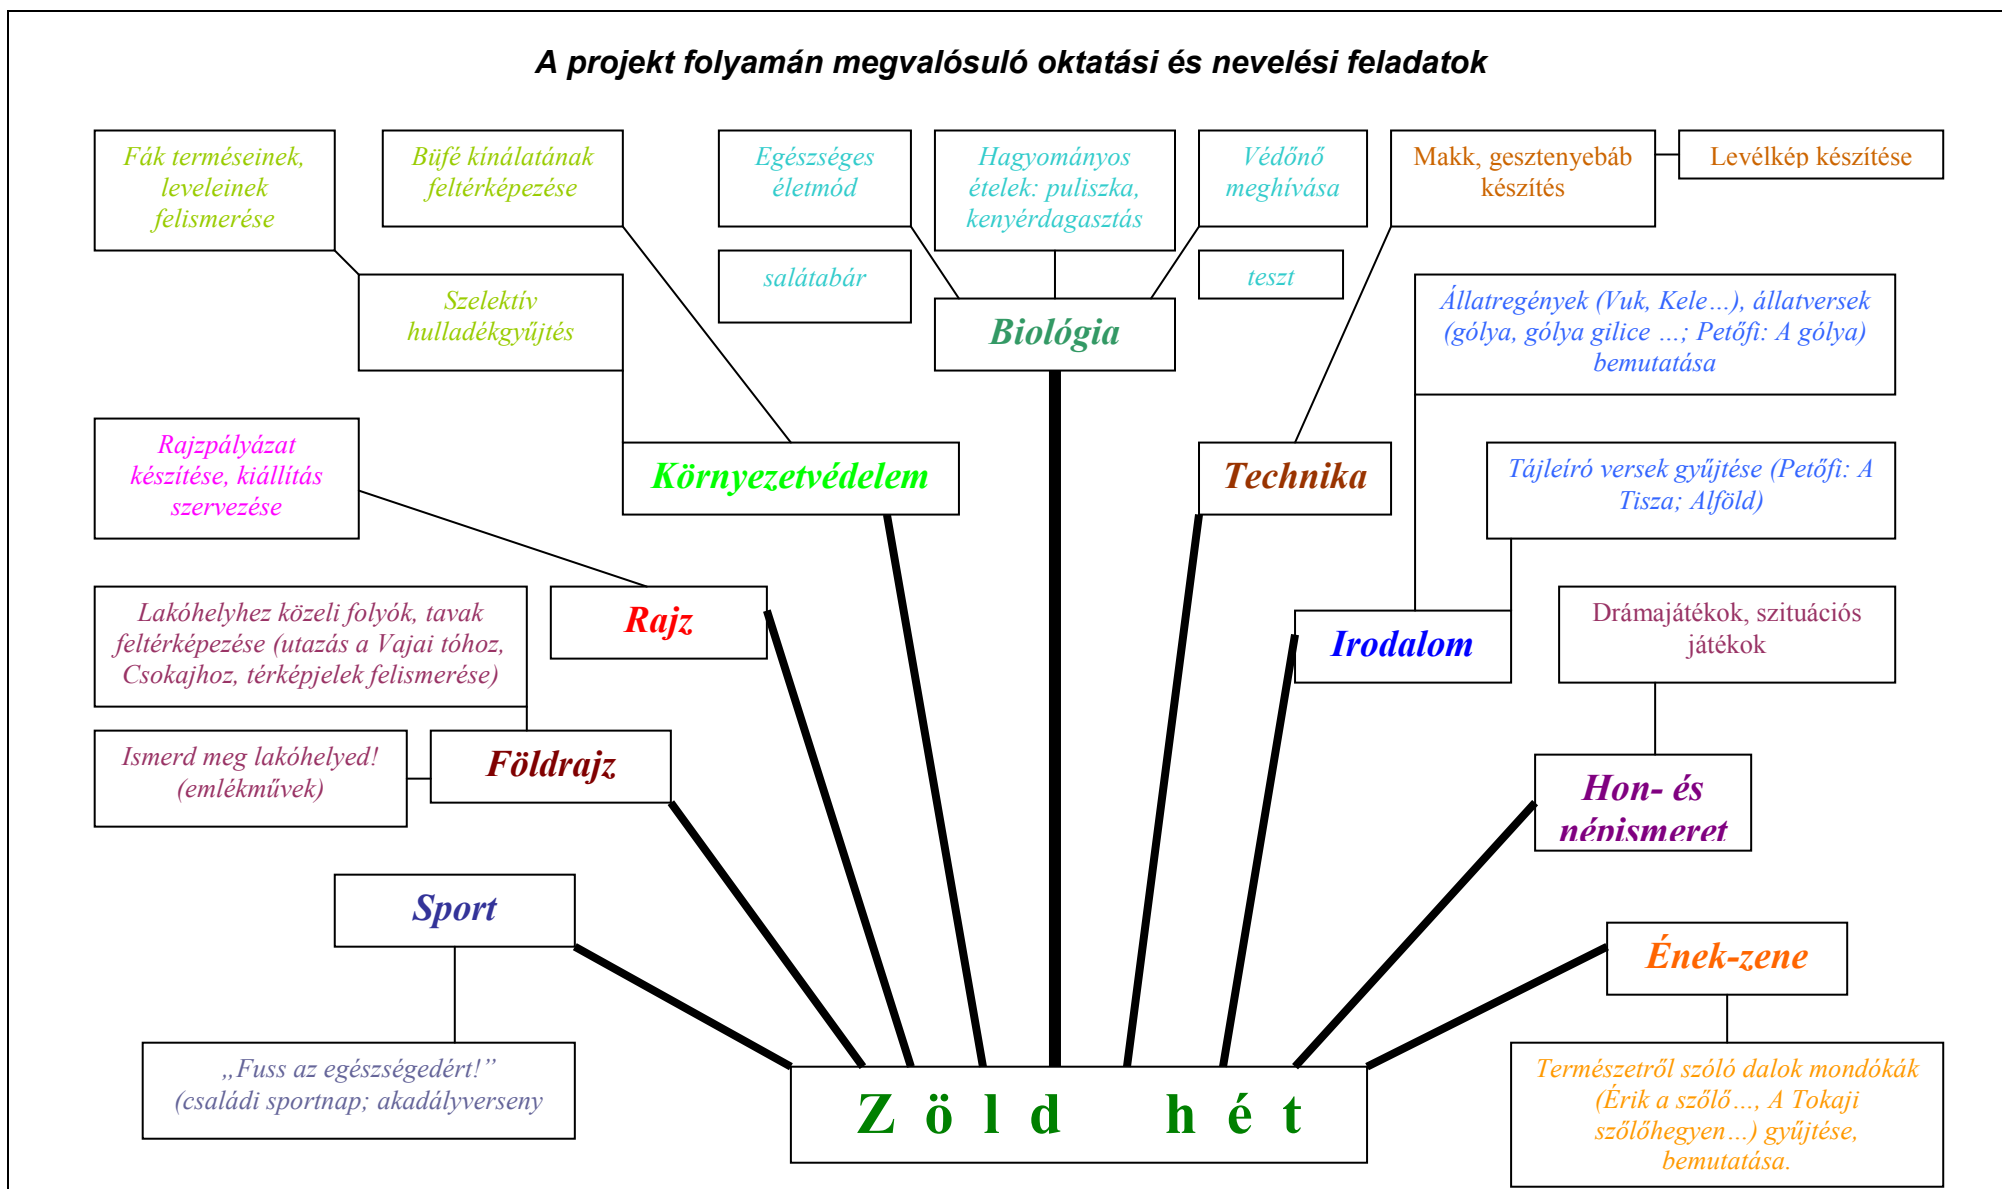 A projekt folyamán megvalósuló oktatási és nevelési feladatok
Fák terméseinek,
leveleinek
felismerése
Büfé kínálatának
feltérképezése
Egészséges
életmód
Hagyományos
ételek: puliszka,
kenyérdagasztás
Védőnő
meghívása
Makk, gesztenyebáb
készítés
Levélkép készítése
Szelektív
hulladékgyűjtés
salátabár
teszt
Biológia
Állatregények (Vuk, Kele…), állatversek
(gólya, gólya gilice …; Petőfi: A gólya)
bemutatása
Rajzpályázat
készítése, kiállítás
szervezése
Környezetvédelem
Technika
Tájleíró versek gyűjtése (Petőfi: A
Tisza; Alföld)
Lakóhelyhez közeli folyók, tavak
feltérképezése (utazás a Vajai tóhoz,
Csokajhoz, térképjelek felismerése)
Rajz
Irodalom
Drámajátékok, szituációs
játékok
Ismerd meg lakóhelyed!
(emlékművek)
Földrajz
Hon- és
népismeret
Sport
Ének-zene
„Fuss az egészségedért!”
(családi sportnap; akadályverseny
Zöld hét
Természetről szóló dalok mondókák
(Érik a szőlő…, A Tokaji
szőlőhegyen…) gyűjtése,
bemutatása.